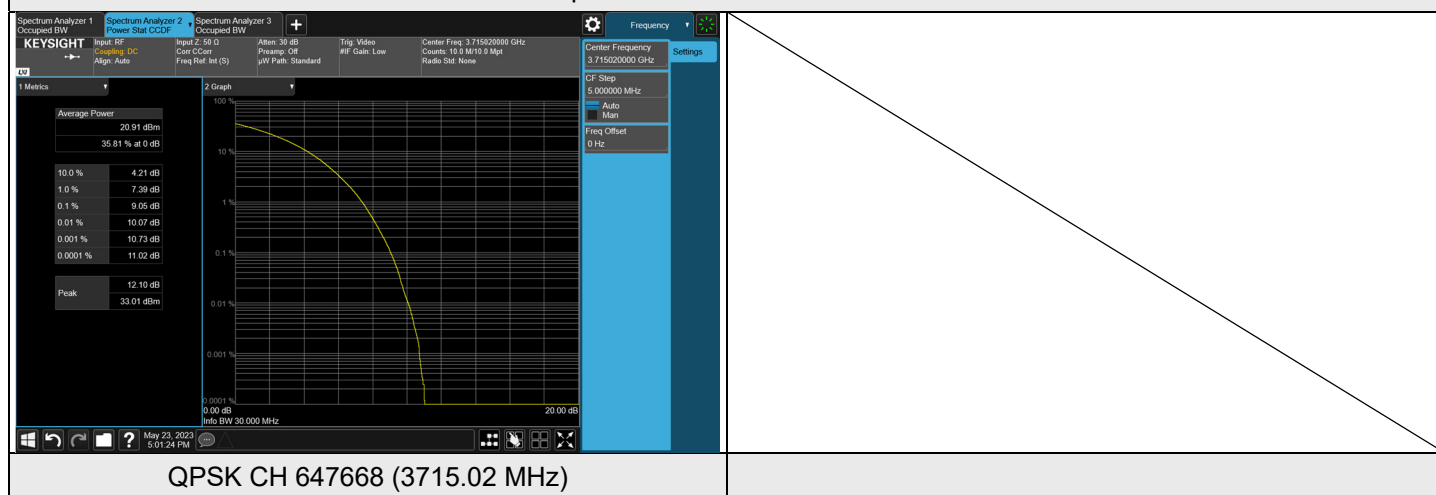 Spectrum Analyzer 1
Occupied BW
Spectrum Analyzer 2
Power Stat CCDF
Spectrum Analyzer 3
Occupied BW
Frequency
KEYSIGHT
Input: RF
Coupling: DC
Align: Auto
Input Z: 50 Ω
Corr CCorr
Freq Ref: Int (S)
Atten: 30 dB
Preamp: Off
µW Path: Standard
Trig: Video
#IF Gain: Low
Center Freq: 3.715020000 GHz
Counts: 10.0 M/10.0 Mpt
Radio Std: None
LXI
Center Frequency
3.715020000 GHz
Settings
CF Step
5.000000 MHz
Auto
Man
Freq Offset
0 Hz
1 Metrics
Average Power
20.91 dBm
35.81 % at 0 dB
10.0 % 4.21 dB
1.0 % 7.39 dB
0.1 % 9.05 dB
0.01 % 10.07 dB
0.001 % 10.73 dB
0.0001 % 11.02 dB
Peak
12.10 dB
33.01 dBm
2 Graph
100 %
10 %
1 %
0.1 %
0.01 %
0.001 %
0.0001 %
0.00 dB 20.00 dB
Info BW 30.000 MHz
May 23, 2023
5:01:24 PM
QPSK CH 647668 (3715.02 MHz)